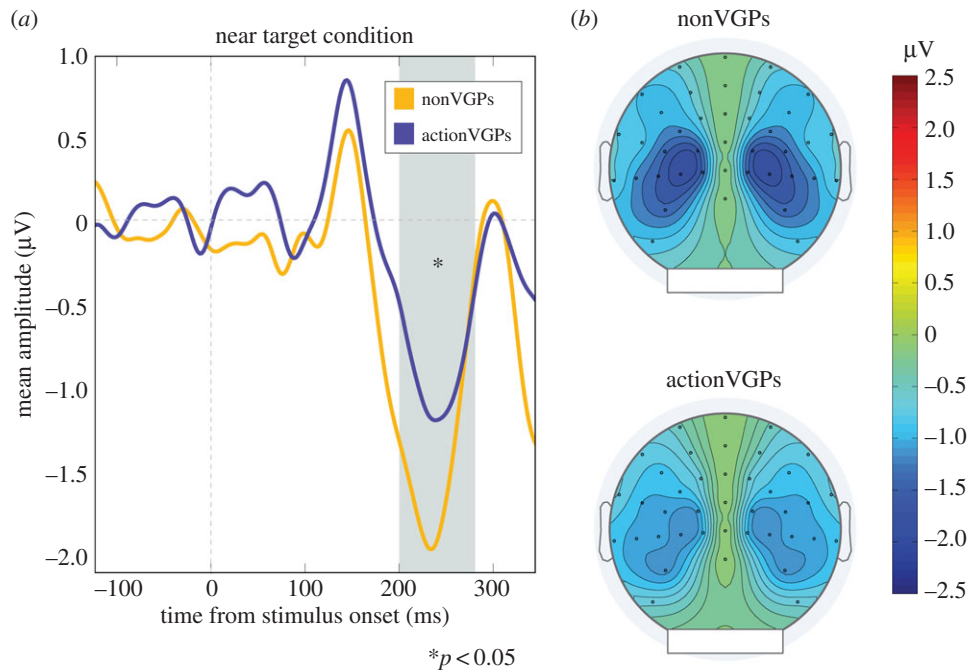 (a)
near target condition
nonVGPs
actionVGPs
*
1.0
0.5
0
–0.5
–1.0
–1.5
–2.0
mean amplitude (µV)
–100 0 100 200 300
time from stimulus onset (ms)
*p < 0.05
(b)
nonVGPs
actionVGPs
µV
2.5
2.0
1.5
1.0
0.5
0
–0.5
–1.0
–1.5
–2.0
–2.5